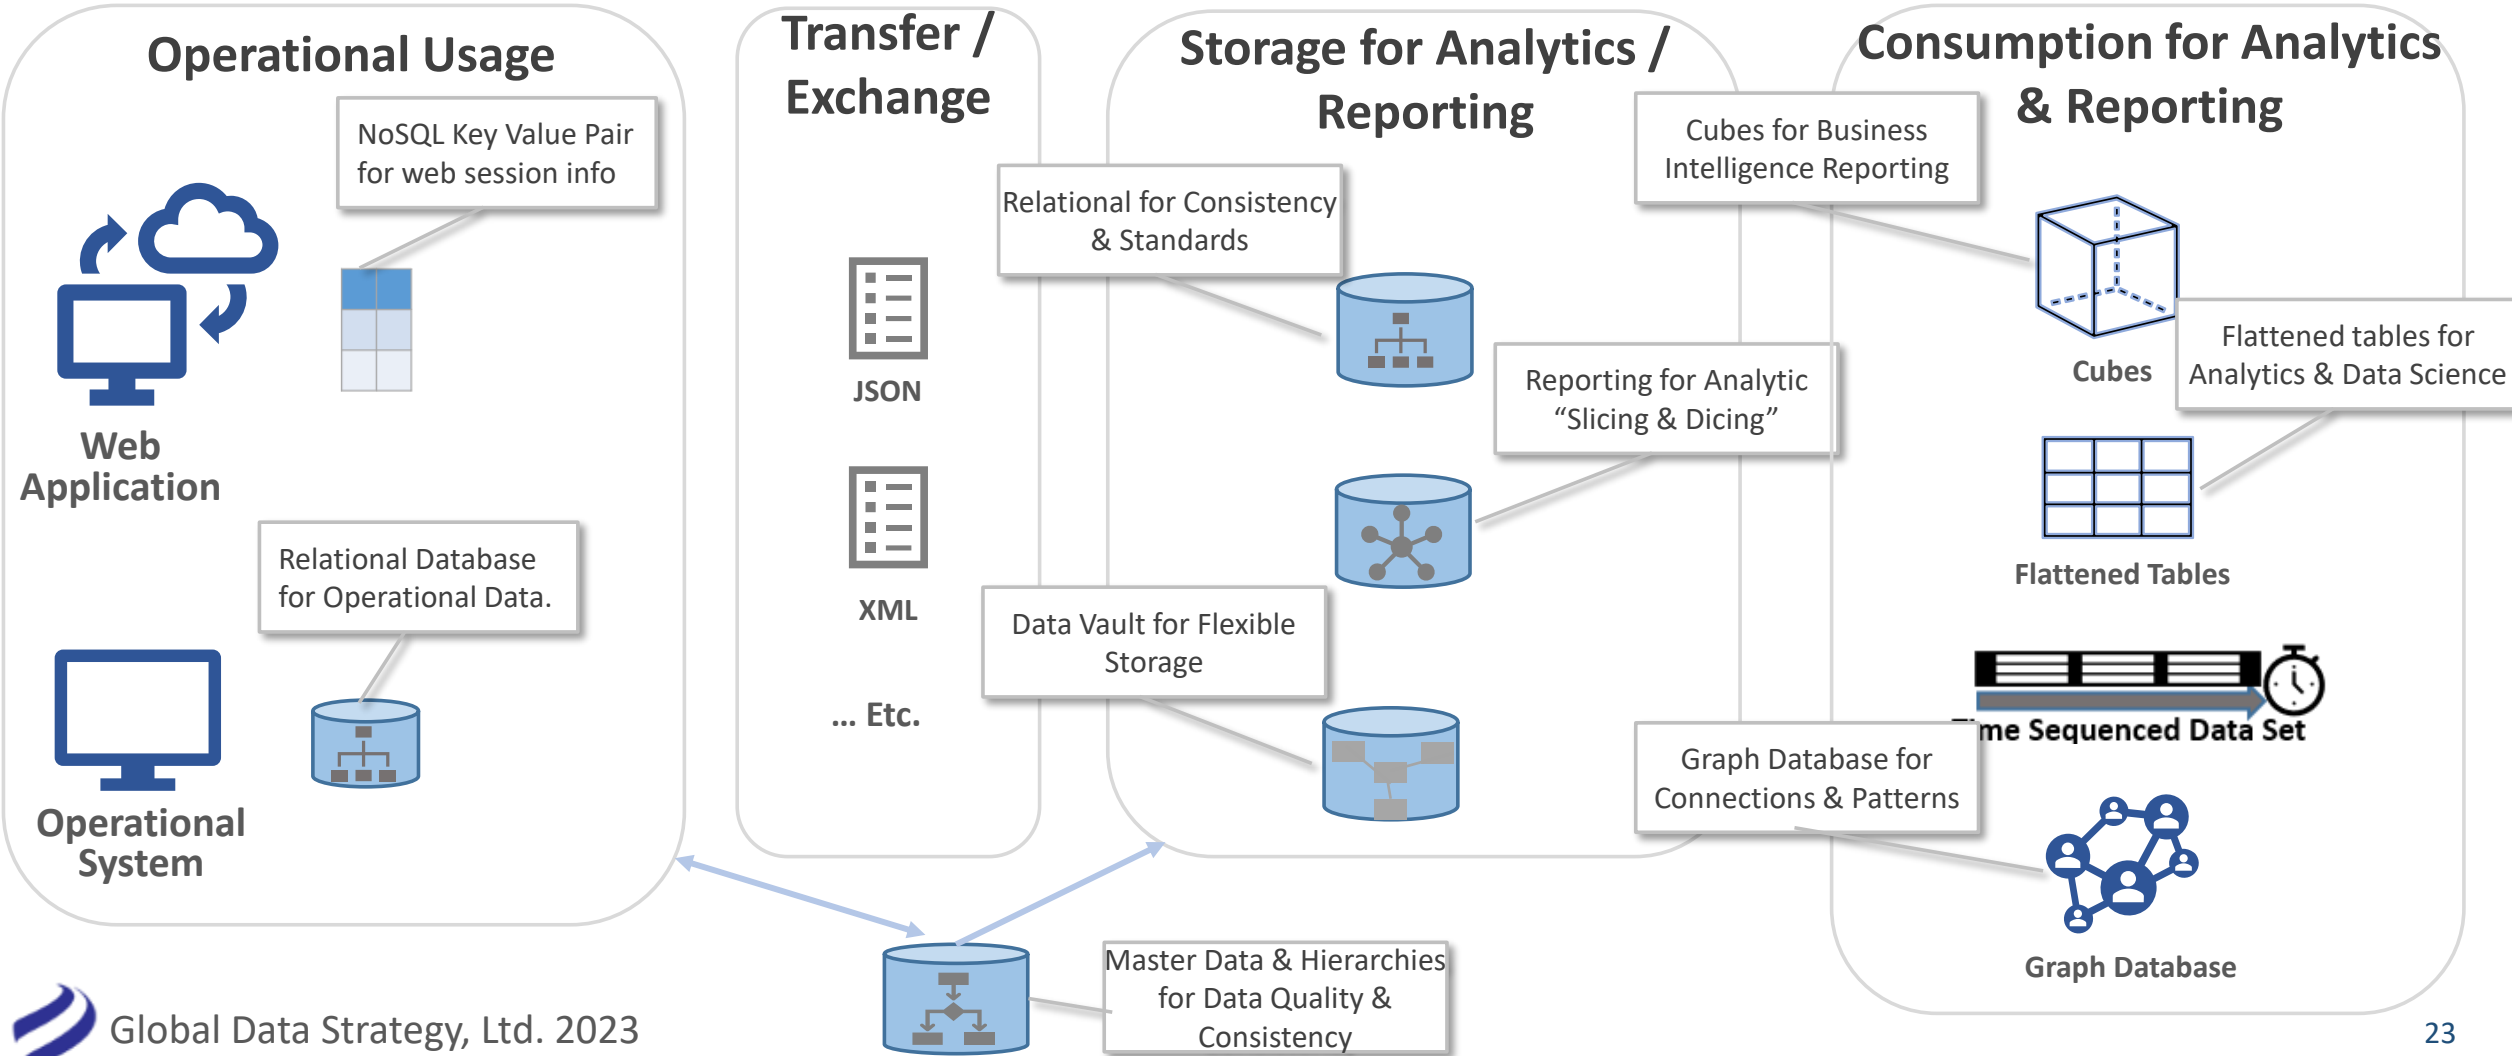 Operational Usage
NoSQL Key Value Pair
for web session info
Web
Application
Relational Database
for Operational Data.
Operational
System
Transfer /
Exchange
JSON
XML
... Etc.
Storage for Analytics /
Reporting
Relational for Consistency
& Standards
Reporting for Analytic
“Slicing & Dicing”
Data Vault for Flexible
Storage
Consumption for Analytics
& Reporting
Cubes for Business
Intelligence Reporting
Cubes
Flattened tables for
Analytics & Data Science
Flattened Tables
Sequenced Data Set
Graph Database for
Connections & Patterns
Graph Database
Master Data & Hierarchies
for Data Quality &
Consistency
Global Data Strategy, Ltd. 2023
23